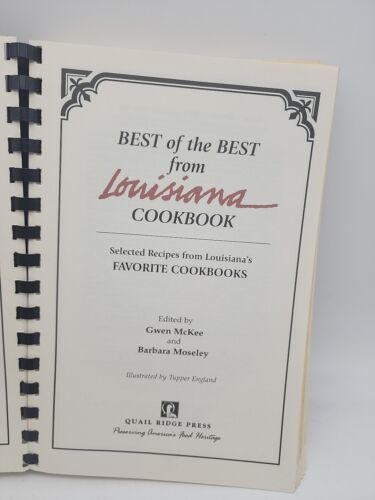 BEST of the BEST
from
Louisiana
COOKBOOK
Selected Recipes from Louisiana's
FAVORITE COOKBOOKS
Edited by
Gwen McKee
and
Barbara Moseley
Illustrated by Tupper England
QUAIL RIDGE PRESS
Preserving America's Food Heritage